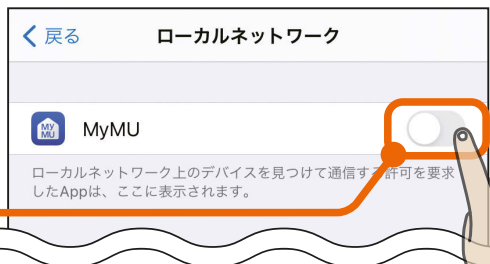 戻る ローカルネットワーク
MY MU MyMU
ローカルネットワーク上のデバイスを見つけて通信する許可を要求
したAppは、ここに表示されます。